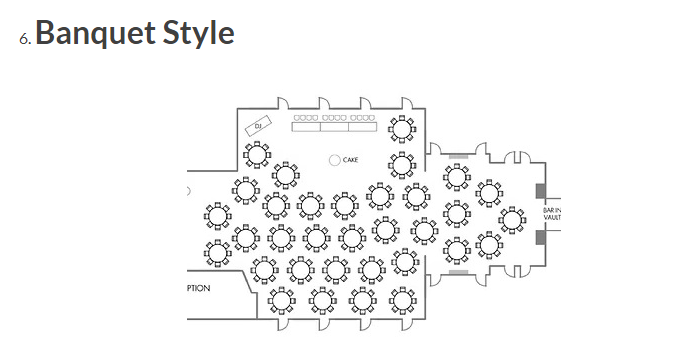 6. Banquet Style
DJ
CAKE
BAR IN
VAULT
PTION